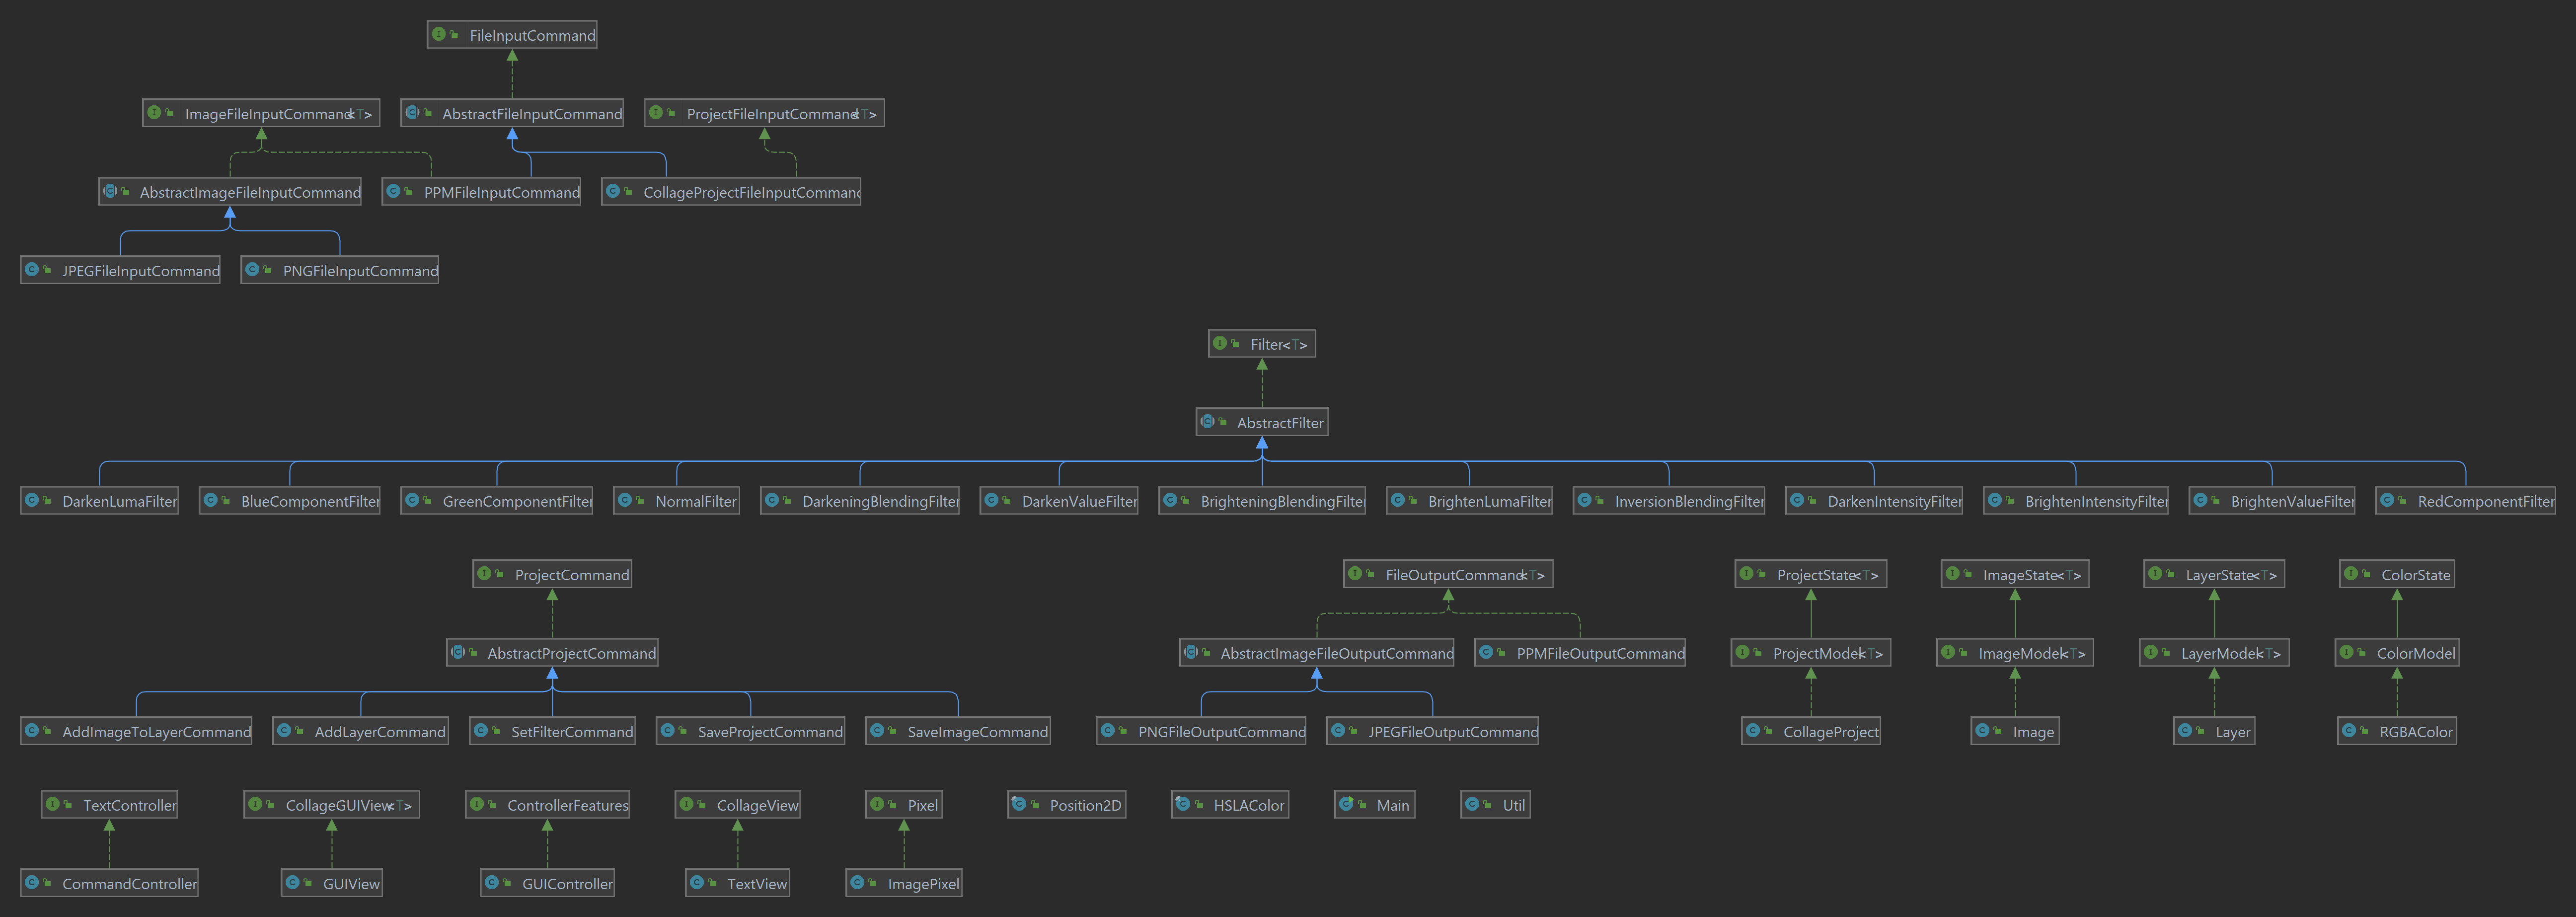 FileInputCommand
ImageFileInputCommand<T>
AbstractFileInputCommand
ProjectFileInputCommand<T>
AbstractImageFileInputCommand
PPMFileInputCommand
CollageProjectFileInputCommand
JPEGFileInputCommand
PNGFileInputCommand
Filter<T>
AbstractFilter
DarkenLumaFilter
BlueComponentFilter
GreenComponentFilter
NormalFilter
DarkeningBlendingFilter
DarkenValueFilter
BrighteningBlendingFilter
BrightenLumaFilter
InversionBlendingFilter
DarkenIntensityFilter
BrightenIntensityFilter
BrightenValueFilter
RedComponentFilter
ProjectCommand
FileOutputCommand<T>
ProjectState<T>
ImageState<T>
LayerState<T>
ColorState
AbstractProjectCommand
AbstractImageFileOutputCommand
PPMFileOutputCommand
ProjectModel<T>
ImageModel<T>
LayerModel<T>
ColorModel
AddImageToLayerCommand
AddLayerCommand
SetFilterCommand
SaveProjectCommand
SaveImageCommand
PNGFileOutputCommand
JPEGFileOutputCommand
CollageProject
Image
Layer
RGBAColor
TextController
CollageGUIView<T>
ControllerFeatures
CollageView
Pixel
Position2D
HSLAColor
Main
Util
CommandController
GUIView
GUIController
TextView
ImagePixel